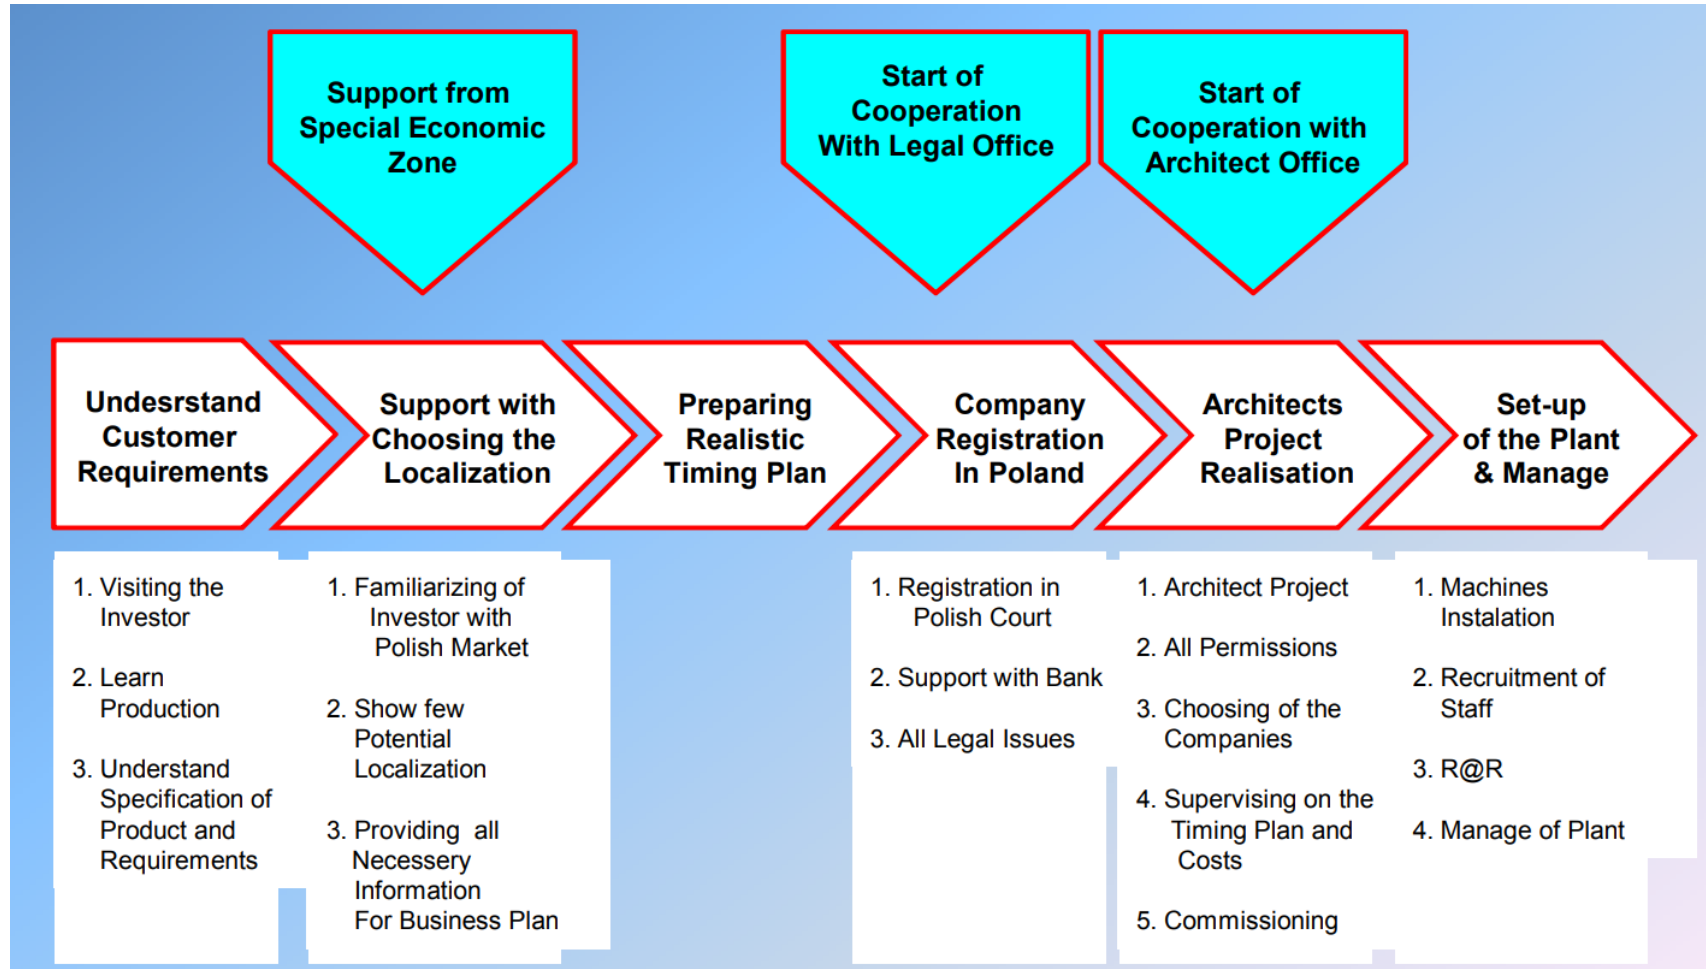 Support from
Special Economic
Zone
Start of
Cooperation
With Legal Office
Start of
Cooperation with
Architect Office
Undesrstand
Customer
Requirements
Support with
Choosing the
Localization
Preparing
Realistic
Timing Plan
Company
Registration
In Poland
Architects
Project
Realisation
Set-up
of the Plant
& Manage
1. Visiting the
Investor
2. Learn
Production
3. Understand
Specification of
Product and
Requirements
1. Familiarizing of
Investor with
Polish Market
2. Show few
Potential
Localization
3. Providing all
Necessery
Information
For Business Plan
1. Registration in
Polish Court
2. Support with Bank
3. All Legal Issues
1. Architect Project
2. All Permissions
3. Choosing of the
Companies
4. Supervising on the
Timing Plan and
Costs
5. Commissioning
1. Machines
Instalation
2. Recruitment of
Staff
3. R@R
4. Manage of Plant